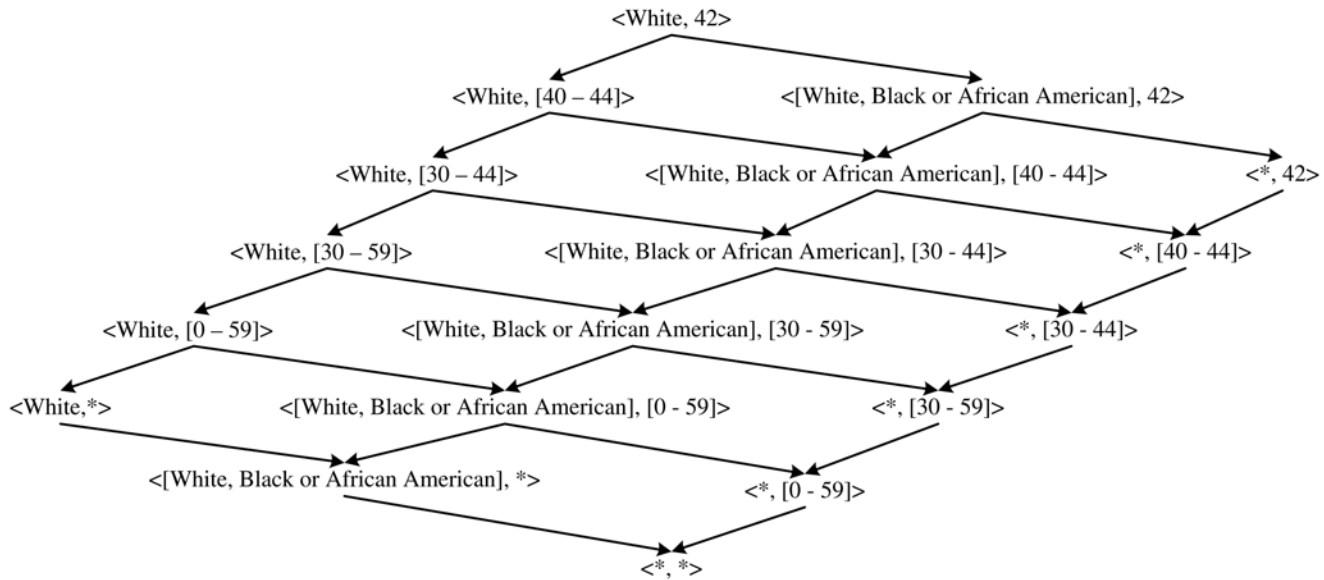 <White, 42>
<White, [40 – 44]>
<[White, Black or African American], 42>
<White, [30 – 44]>
<[White, Black or African American], [40 - 44]>
<*, 42>
<White, [30 – 59]>
<[White, Black or African American], [30 - 44]>
<*, [40 - 44]>
<White, [0 – 59]>
<[White, Black or African American], [30 - 59]>
<*, [30 - 44]>
<White,*>
<[White, Black or African American], [0 - 59]>
<*, [30 - 59]>
<[White, Black or African American], *>
<*, [0 - 59]>
<*, *>